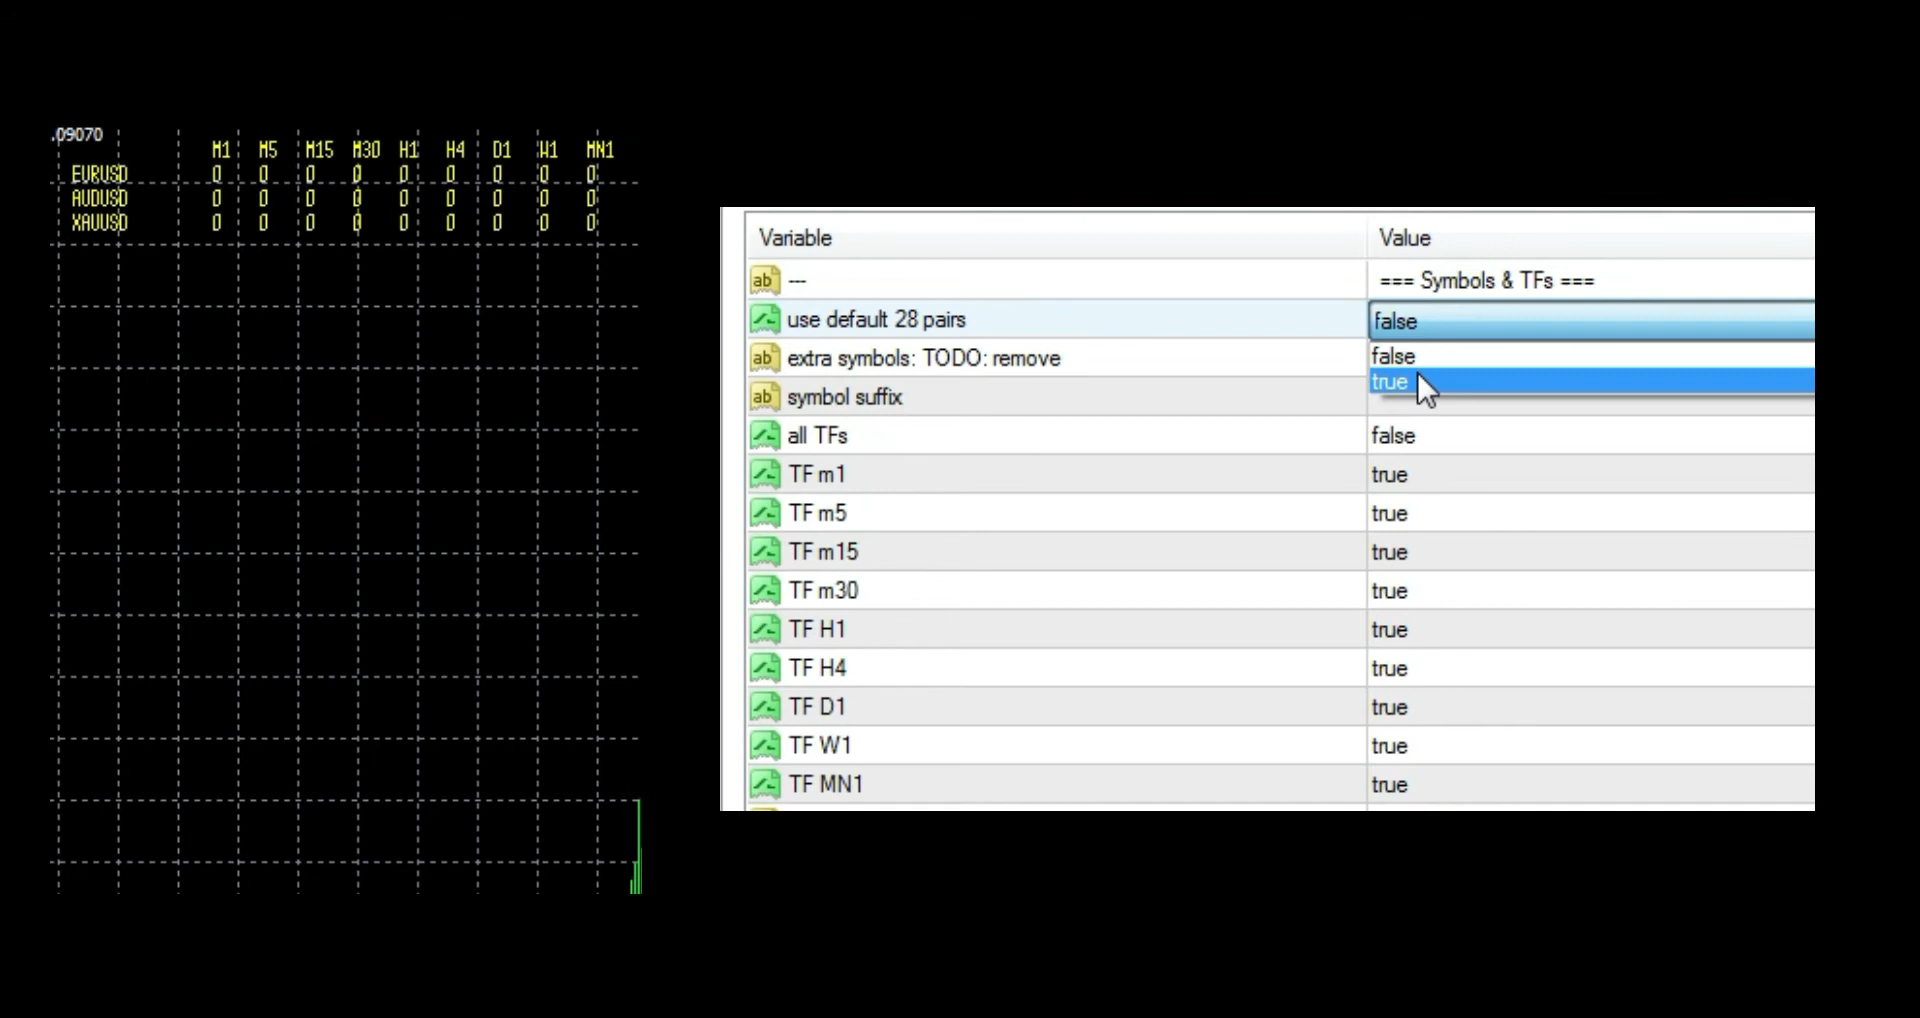 .09070
M1 M5 M15 M30 H1 H4 D1 W1 MN1
EURUSD 0 0 0 0 0 0 0 0 0
AUDUSD 0 0 0 0 0 0 0 0 0
XAUUSD 0 0 0 0 0 0 0 0 0
Variable Value
ab --- === Symbols & TFs ===
use default 28 pairs false
false
ab extra symbols: TODO: remove
true
ab symbol suffix
all TFs false
TF m1 true
TF m5 true
TF m15 true
TF m30 true
TF H1 true
TF H4 true
TF D1 true
TF W1 true
TF MN1 true